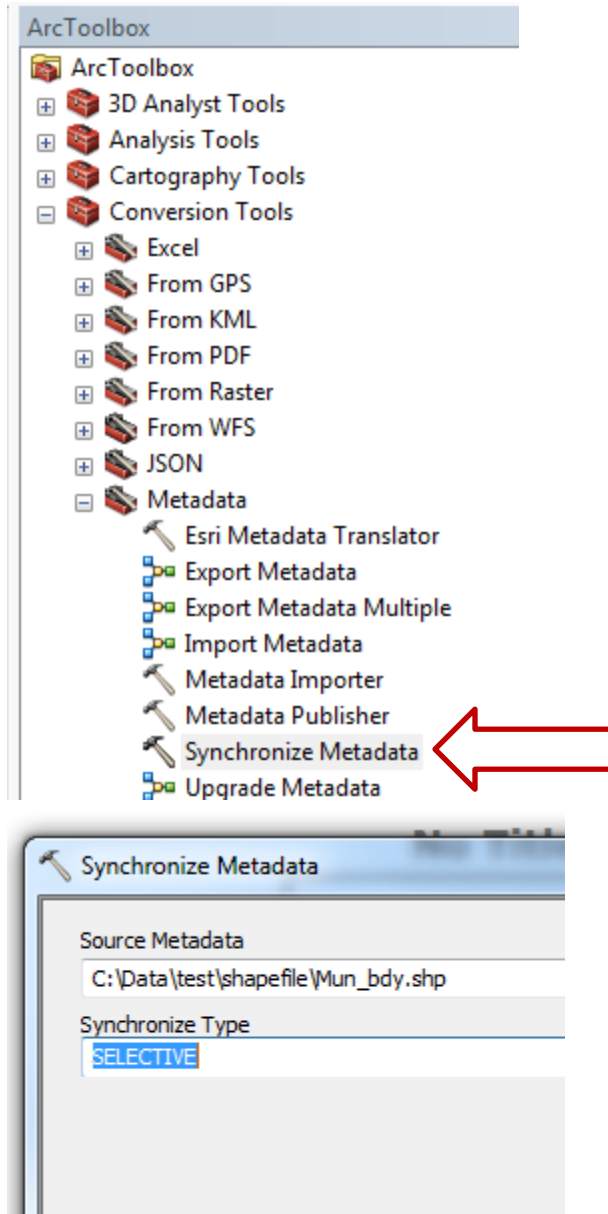 ArcToolbox
ArcToolbox
3D Analyst Tools
Analysis Tools
Cartography Tools
Conversion Tools
Excel
From GPS
From KML
From PDF
From Raster
From WFS
JSON
Metadata
Esri Metadata Translator
Export Metadata
Export Metadata Multiple
Import Metadata
Metadata Importer
Metadata Publisher
Synchronize Metadata
Upgrade Metadata
No Titl
Synchronize Metadata
Source Metadata
C:\Data\test\shapefile\Mun_bdy.shp
Synchronize Type
SELECTIVE